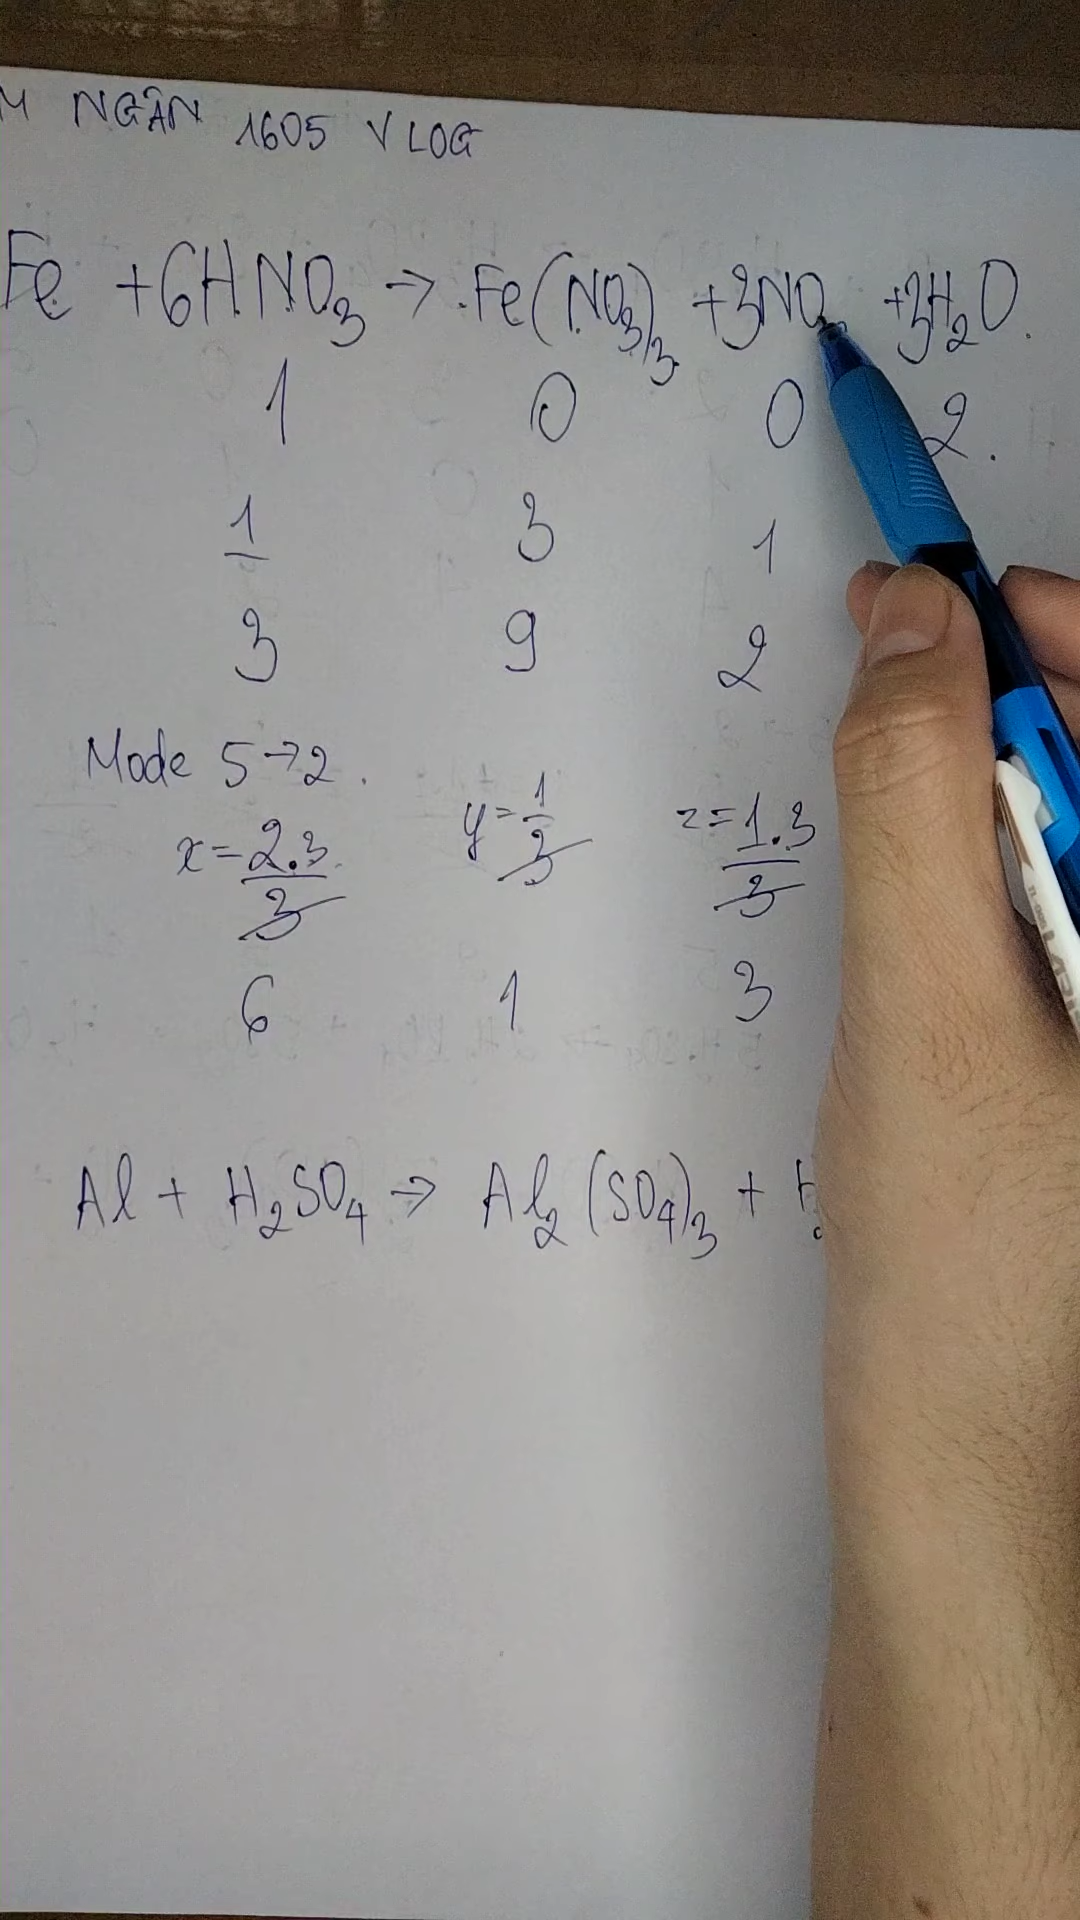 NGÂN 1605 VLOG
Fe + 6HNO3 → Fe(NO3)3 + 3NO + 3H2O.
1 0 0 2.
1 3 1
3 9 2
Mode 5→2.
x = 2.3/3 y = 1/3 z = 1.3/3
6 1 3
Al + H2SO4 → Al2(SO4)3 +